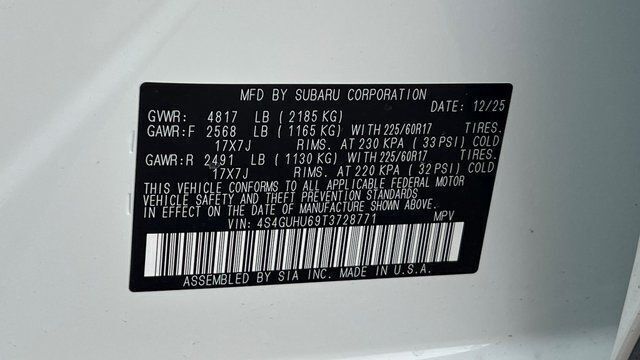 MFD BY SUBARU CORPORATION
DATE: 12/25
GVWR: 4817 LB ( 2185 KG)
GAWR:F 2568 LB ( 1165 KG) WITH 225/60R17 TIRES.
17X7J RIMS. AT 230 KPA ( 33 PSI) COLD
GAWR:R 2491 LB ( 1130 KG) WITH 225/60R17 TIRES.
17X7J RIMS. AT 220 KPA ( 32 PSI) COLD
THIS VEHICLE CONFORMS TO ALL APPLICABLE FEDERAL MOTOR
VEHICLE SAFETY AND THEFT PREVENTION STANDARDS
IN EFFECT ON THE DATE OF MANUFACTURE SHOWN ABOVE.
VIN: 4S4GUHU69T3728771 MPV
ASSEMBLED BY SIA INC. MADE IN U.S.A.